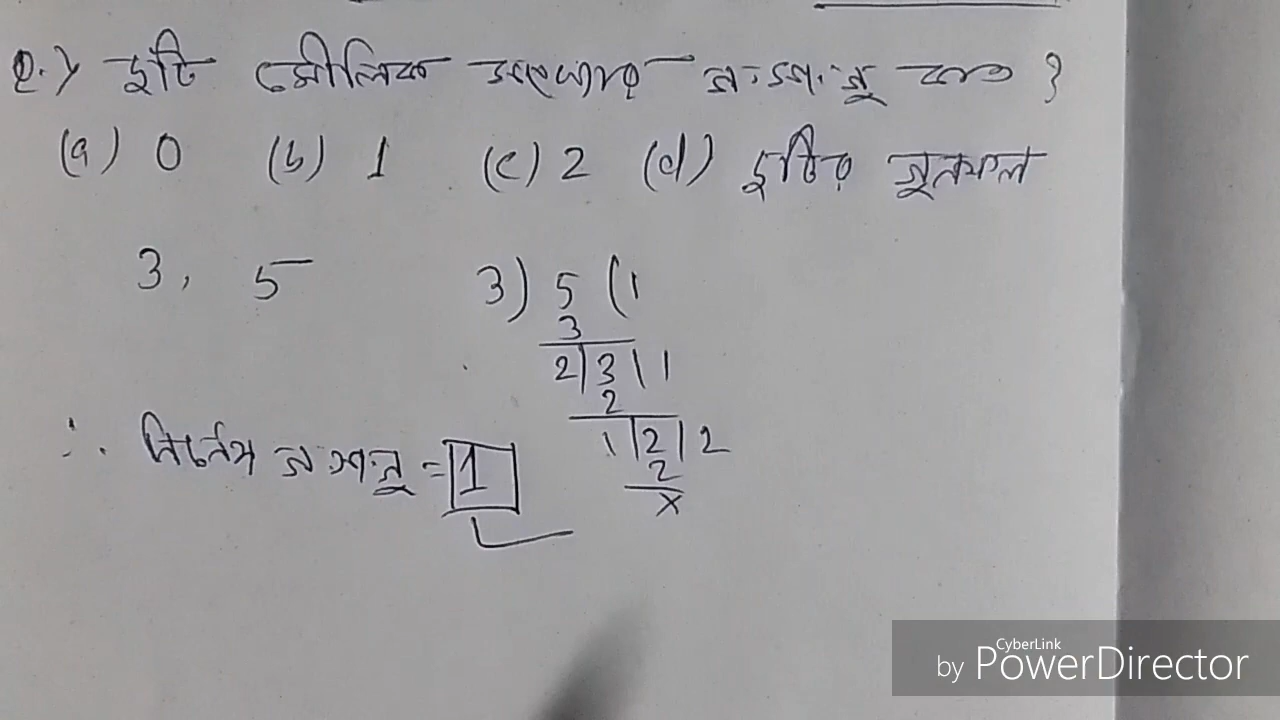 Q.) দুটি মৌলিক সংখ্যার গ.সা.গু কত ?
(a) 0 (b) 1 (c) 2 (d) দুটির গুনফল
3, 5
3) 5 (1
3
2/3\1
2
1/2/2
2
x
∴ নির্ণেয় গ.সা.গু = 1
CyberLink
by PowerDirector